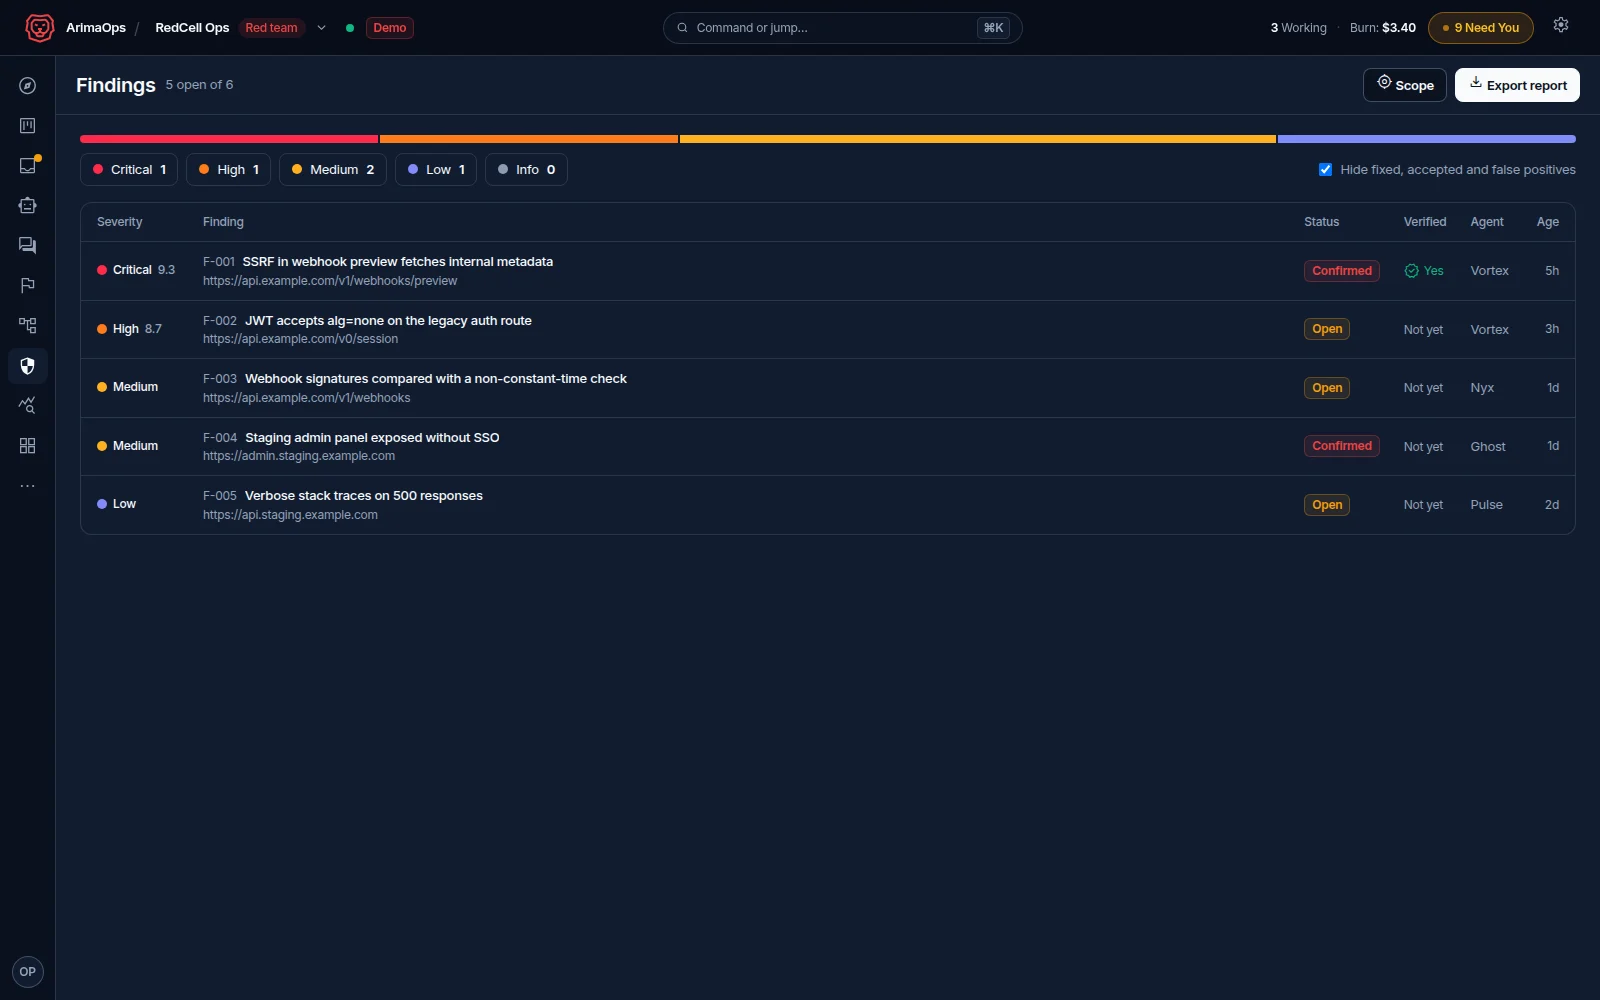 ArimaOps / RedCell Ops Red team Demo Command or jump... ⌘K 3 Working · Burn: $3.40 9 Need You
Findings 5 open of 6 Scope Export report
Critical 1 High 1 Medium 2 Low 1 Info 0 Hide fixed, accepted and false positives
Severity Finding Status Verified Agent Age
Critical 9.3 F-001 SSRF in webhook preview fetches internal metadata Confirmed Yes Vortex 5h
https://api.example.com/v1/webhooks/preview
High 8.7 F-002 JWT accepts alg=none on the legacy auth route Open Not yet Vortex 3h
https://api.example.com/v0/session
Medium F-003 Webhook signatures compared with a non-constant-time check Open Not yet Nyx 1d
https://api.example.com/v1/webhooks
Medium F-004 Staging admin panel exposed without SSO Confirmed Not yet Ghost 1d
https://admin.staging.example.com
Low F-005 Verbose stack traces on 500 responses Open Not yet Pulse 2d
https://api.staging.example.com
OP